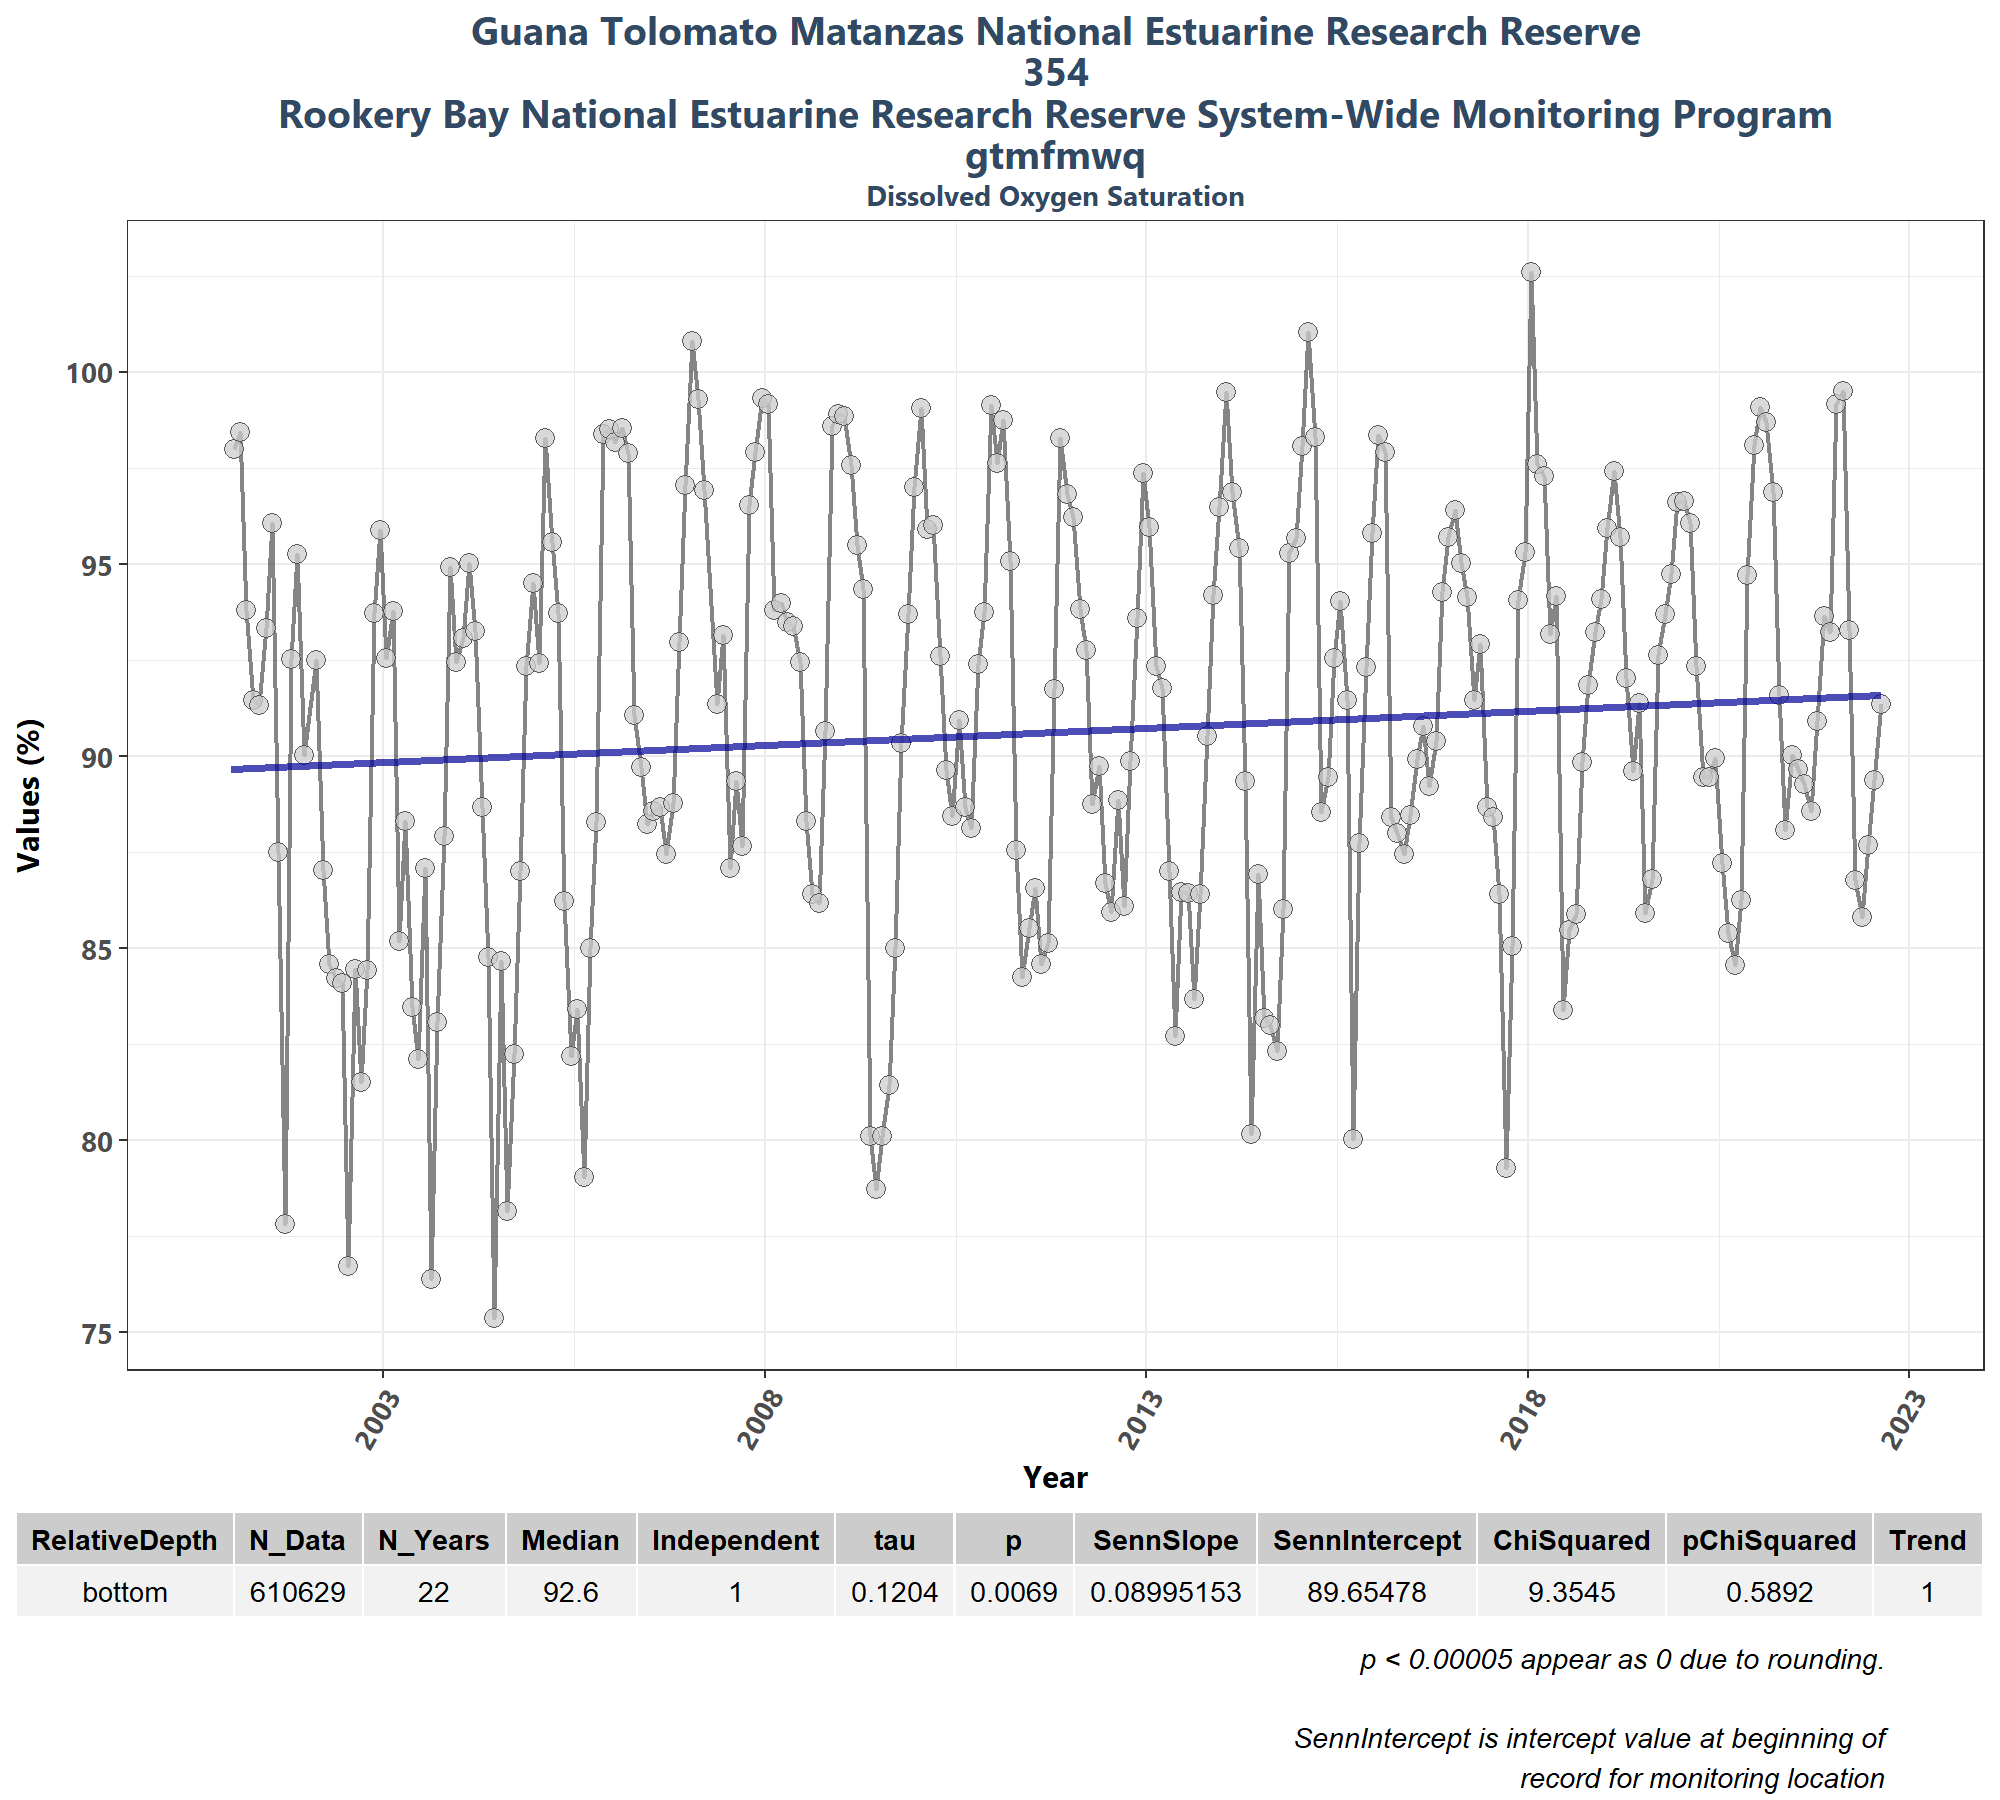 Guana Tolomato Matanzas National Estuarine Research Reserve
354
Rookery Bay National Estuarine Research Reserve System-Wide Monitoring Program
gtmfmwq
Dissolved Oxygen Saturation
Values (%)
100
95
90
85
80
75
2003 2008 2013 2018 2023
Year
RelativeDepth N_Data N_Years Median Independent tau p SennSlope SennIntercept ChiSquared pChiSquared Trend
bottom 610629 22 92.6 1 0.1204 0.0069 0.08995153 89.65478 9.3545 0.5892 1
p < 0.00005 appear as 0 due to rounding.
SennIntercept is intercept value at beginning of
record for monitoring location